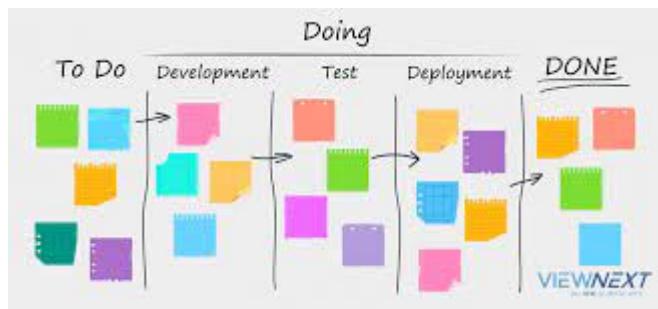 Doing
To Do
Development
Test
Deployment
DONE
VIEWNEXT